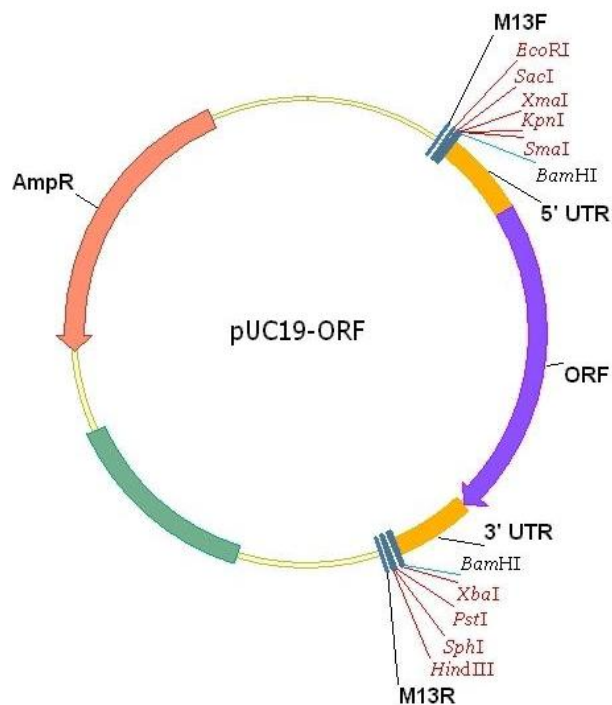 M13F
EcoRI
SacI
XmaI
KpnI
SmaI
BamHI
5' UTR
AmpR
pUC19-ORF
ORF
3' UTR
BamHI
XbaI
PstI
SphI
HindIII
M13R